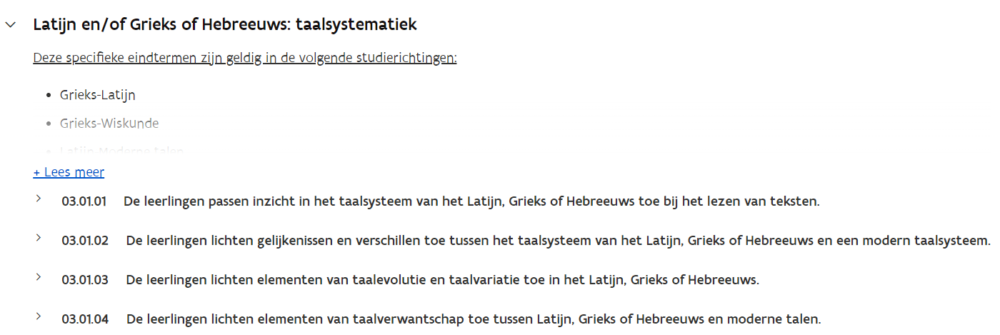 Latijn en/of Grieks of Hebreeuws: taalsystematiek
Deze specifieke eindtermen zijn geldig in de volgende studierichtingen:
• Grieks-Latijn
• Grieks-Wiskunde
• Latijn-Moderne talen
+ Lees meer
03.01.01 De leerlingen passen inzicht in het taalsysteem van het Latijn, Grieks of Hebreeuws toe bij het lezen van teksten.
03.01.02 De leerlingen lichten gelijkenissen en verschillen toe tussen het taalsysteem van het Latijn, Grieks of Hebreeuws en een modern taalsysteem.
03.01.03 De leerlingen lichten elementen van taalevolutie en taalvariatie toe in het Latijn, Grieks of Hebreeuws.
03.01.04 De leerlingen lichten elementen van taalverwantschap toe tussen Latijn, Grieks of Hebreeuws en moderne talen.